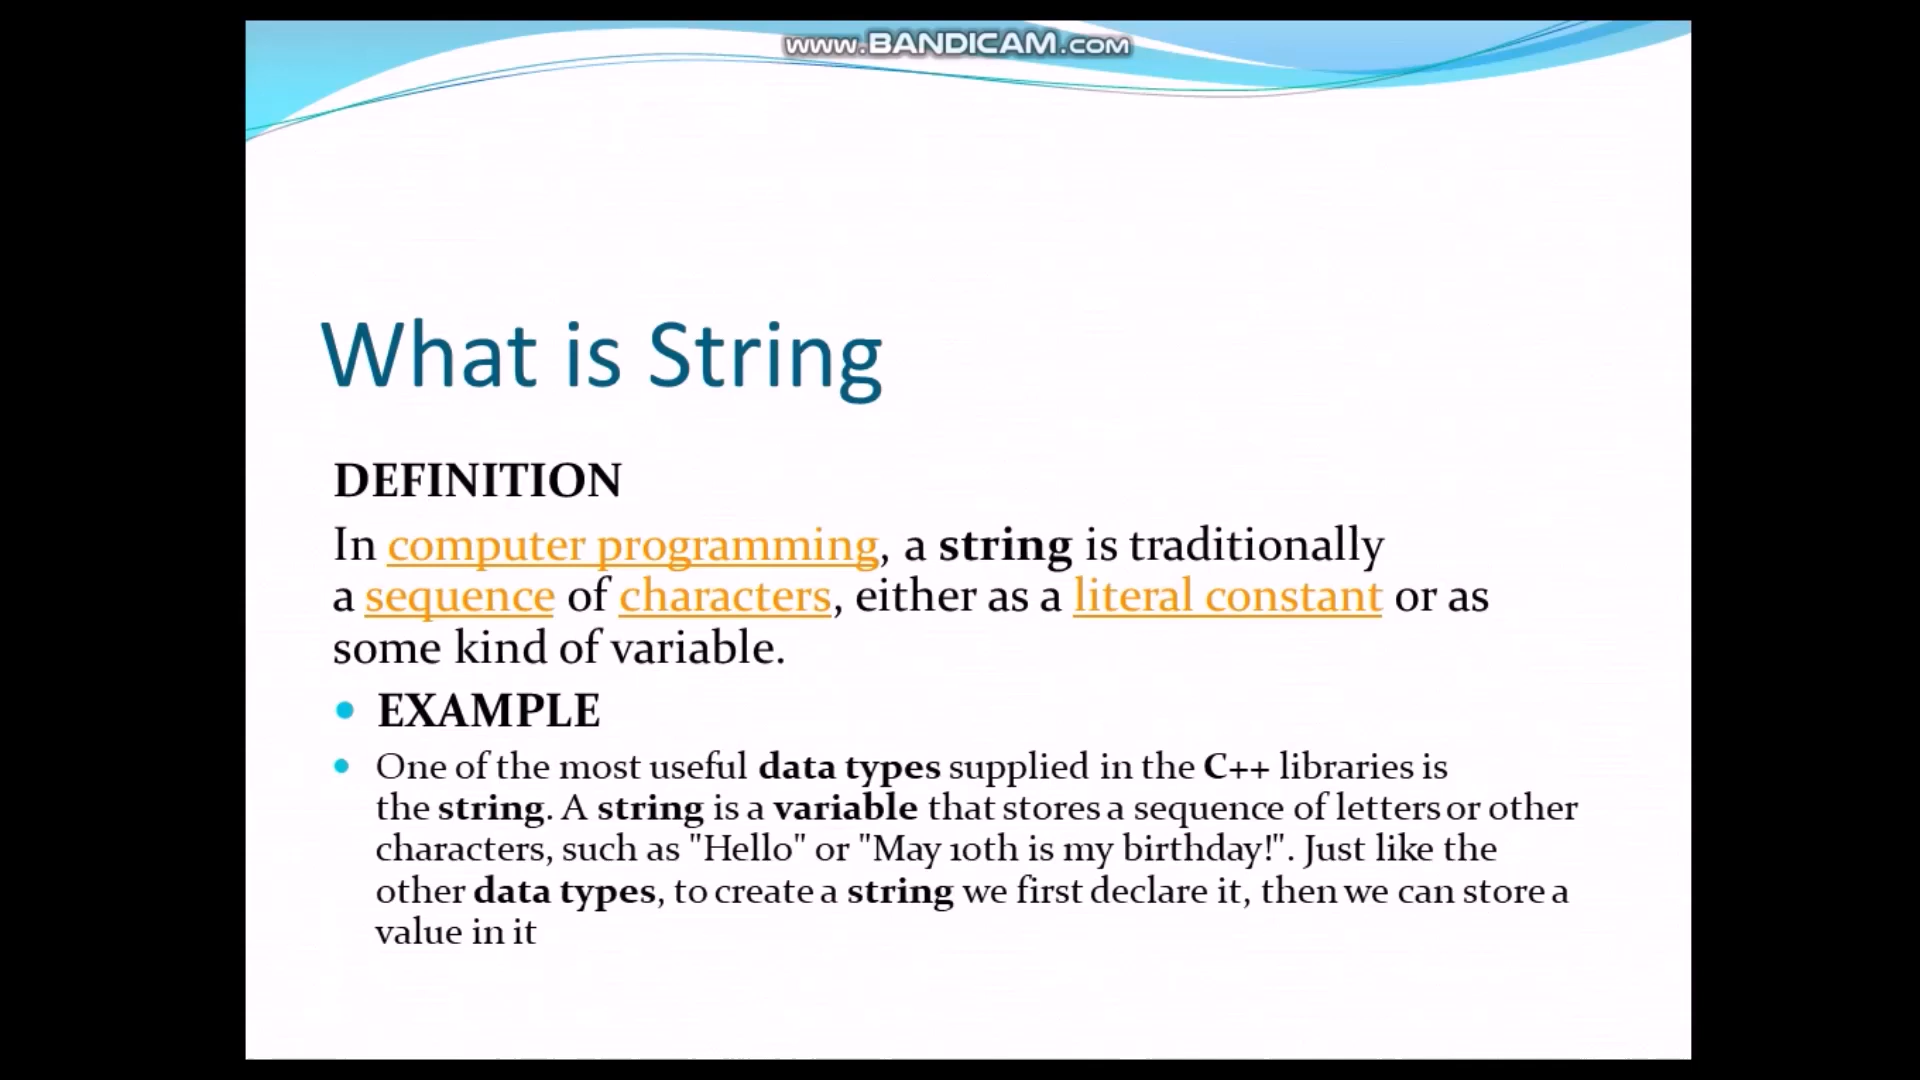 www.BANDICAM.com
What is String
DEFINITION
In computer programming, a string is traditionally
a sequence of characters, either as a literal constant or as
some kind of variable.
• EXAMPLE
• One of the most useful data types supplied in the C++ libraries is
the string. A string is a variable that stores a sequence of letters or other
characters, such as "Hello" or "May 10th is my birthday!". Just like the
other data types, to create a string we first declare it, then we can store a
value in it